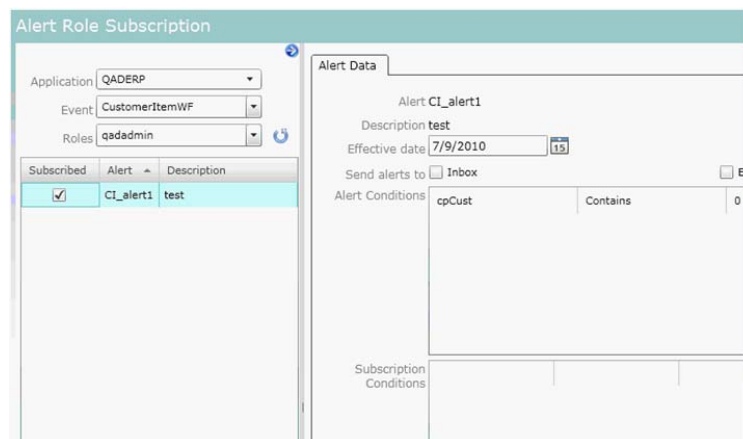 Alert Role Subscription
Application QADERP
Event CustomerItemWF
Roles qadadmin
Subscribed Alert Description
CI_alert1 test
Alert Data
Alert CI_alert1
Description test
Effective date 7/9/2010 15
Send alerts to Inbox E
Alert Conditions cpCust Contains 0
Subscription
Conditions